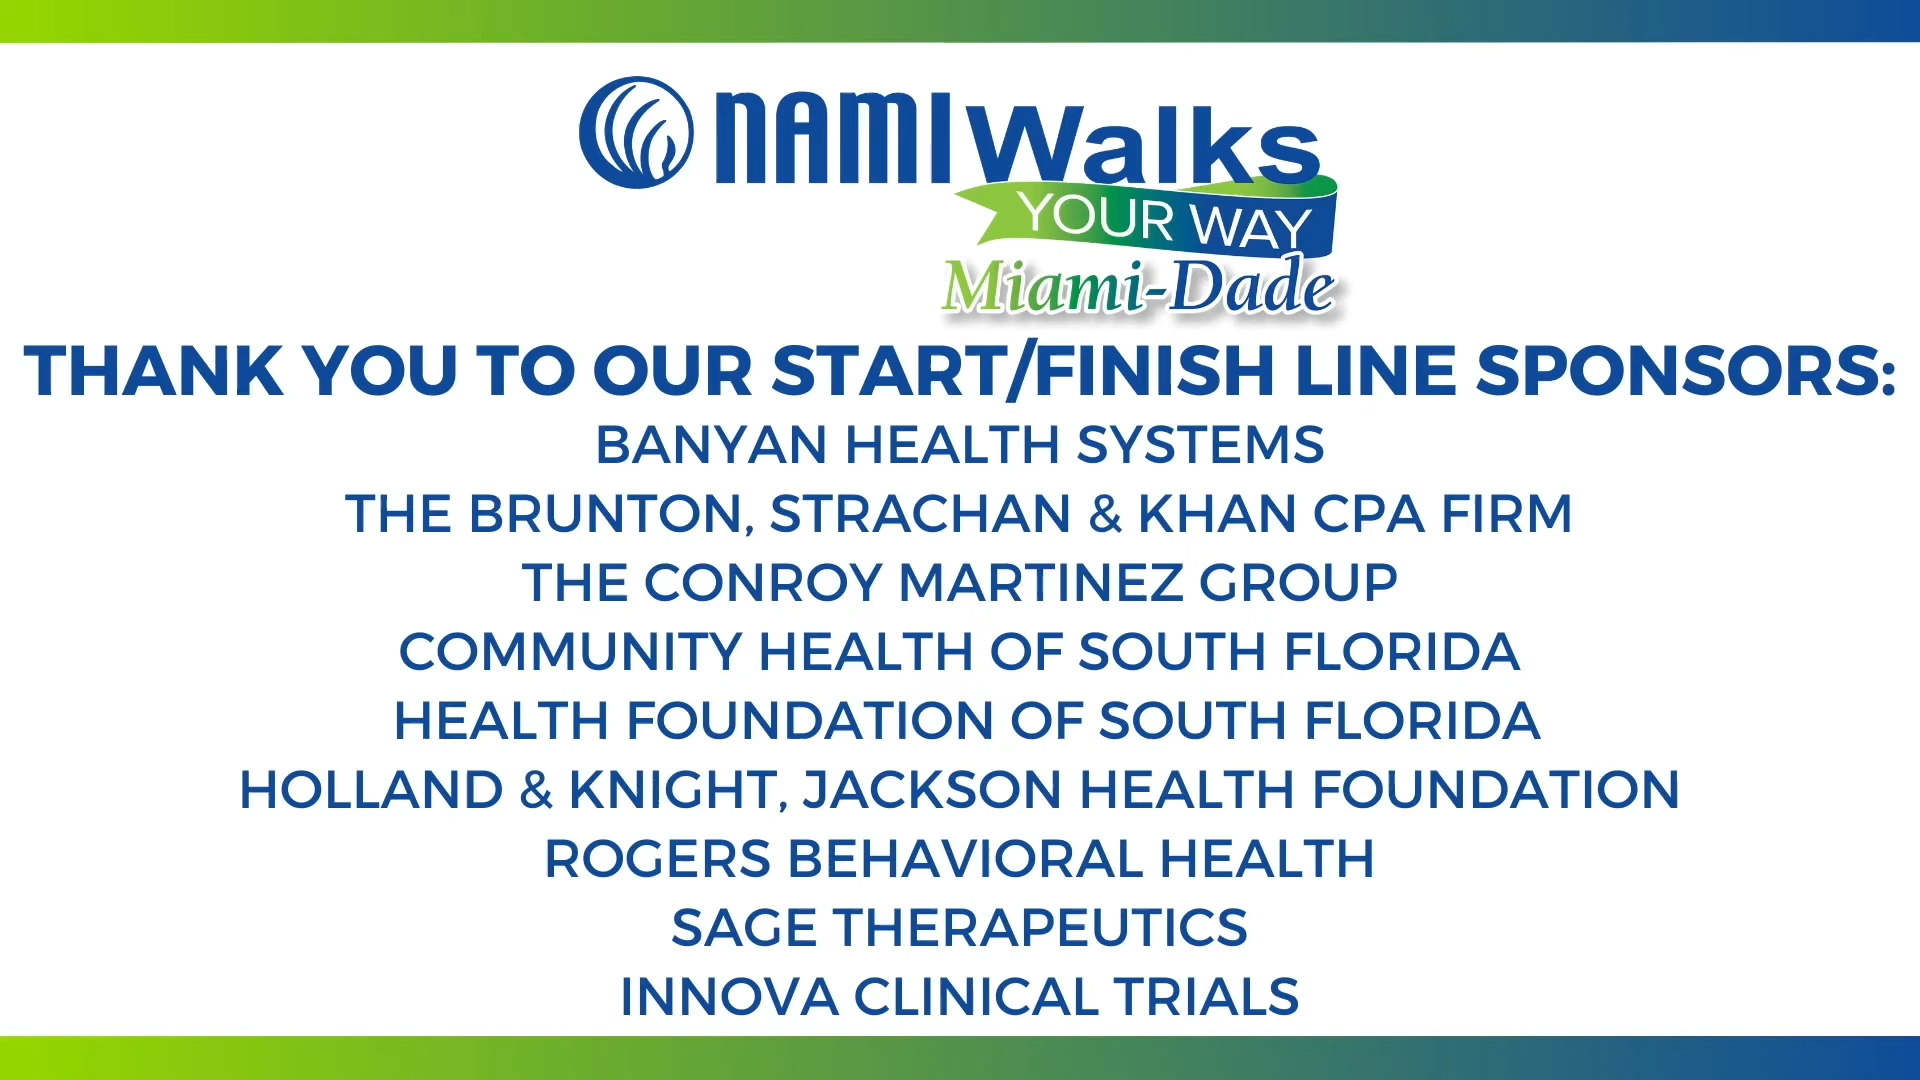 NAMIWalks
YOUR WAY
Miami-Dade
THANK YOU TO OUR START/FINISH LINE SPONSORS:
BANYAN HEALTH SYSTEMS
THE BRUNTON, STRACHAN & KHAN CPA FIRM
THE CONROY MARTINEZ GROUP
COMMUNITY HEALTH OF SOUTH FLORIDA
HEALTH FOUNDATION OF SOUTH FLORIDA
HOLLAND & KNIGHT, JACKSON HEALTH FOUNDATION
ROGERS BEHAVIORAL HEALTH
SAGE THERAPEUTICS
INNOVA CLINICAL TRIALS